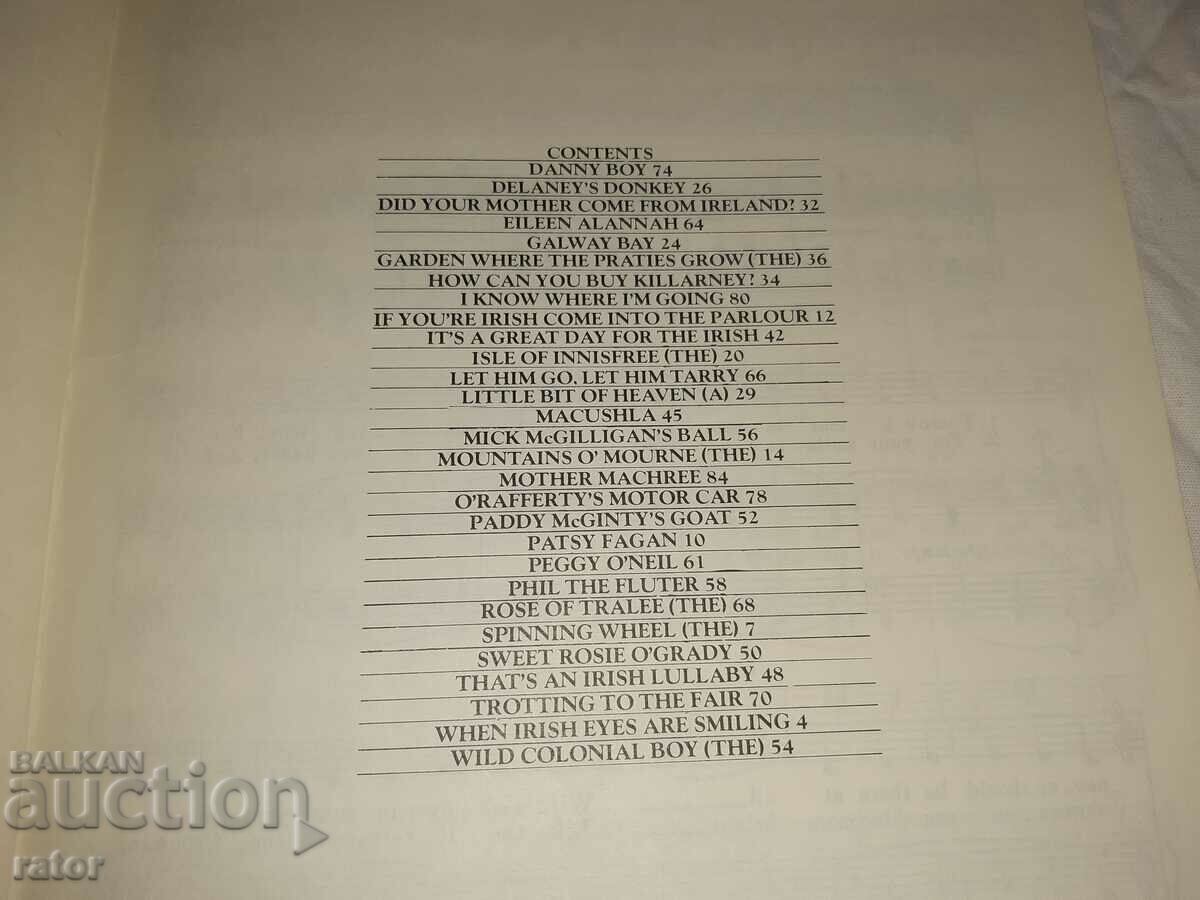 CONTENTS
DANNY BOY 74
DELANEY'S DONKEY 26
DID YOUR MOTHER COME FROM IRELAND? 32
EILEEN ALANNAH 64
GALWAY BAY 24
GARDEN WHERE THE PRATIES GROW (THE) 36
HOW CAN YOU BUY KILLARNEY? 34
I KNOW WHERE I'M GOING 80
IF YOU'RE IRISH COME INTO THE PARLOUR 12
IT'S A GREAT DAY FOR THE IRISH 42
ISLE OF INNISFREE (THE) 20
LET HIM GO, LET HIM TARRY 66
LITTLE BIT OF HEAVEN (A) 29
MACUSHLA 45
MICK McGILLIGAN'S BALL 56
MOUNTAINS O' MOURNE (THE) 14
MOTHER MACHREE 84
O'RAFFERTY'S MOTOR CAR 78
PADDY McGINTY'S GOAT 52
PATSY FAGAN 10
PEGGY O'NEIL 61
PHIL THE FLUTER 58
ROSE OF TRALEE (THE) 68
SPINNING WHEEL (THE) 7
SWEET ROSIE O'GRADY 50
THAT'S AN IRISH LULLABY 48
TROTTING TO THE FAIR 70
WHEN IRISH EYES ARE SMILING 4
WILD COLONIAL BOY (THE) 54
BALKAN
auction
rator